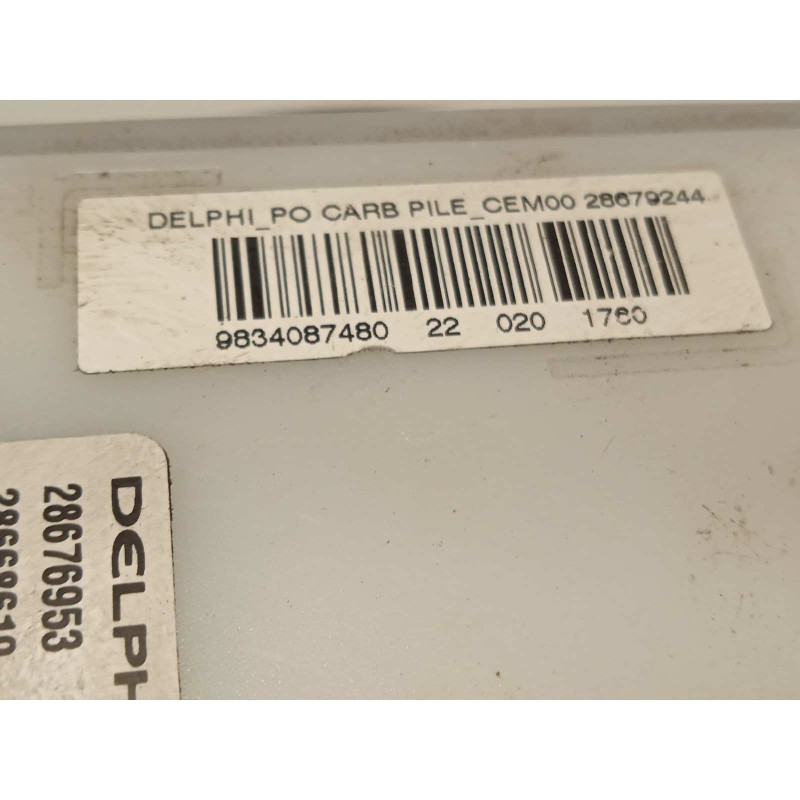 DELPHI_PO CARB PILE_CEM00 28679244
9834087480 22 020 1760
DELPH
28676953